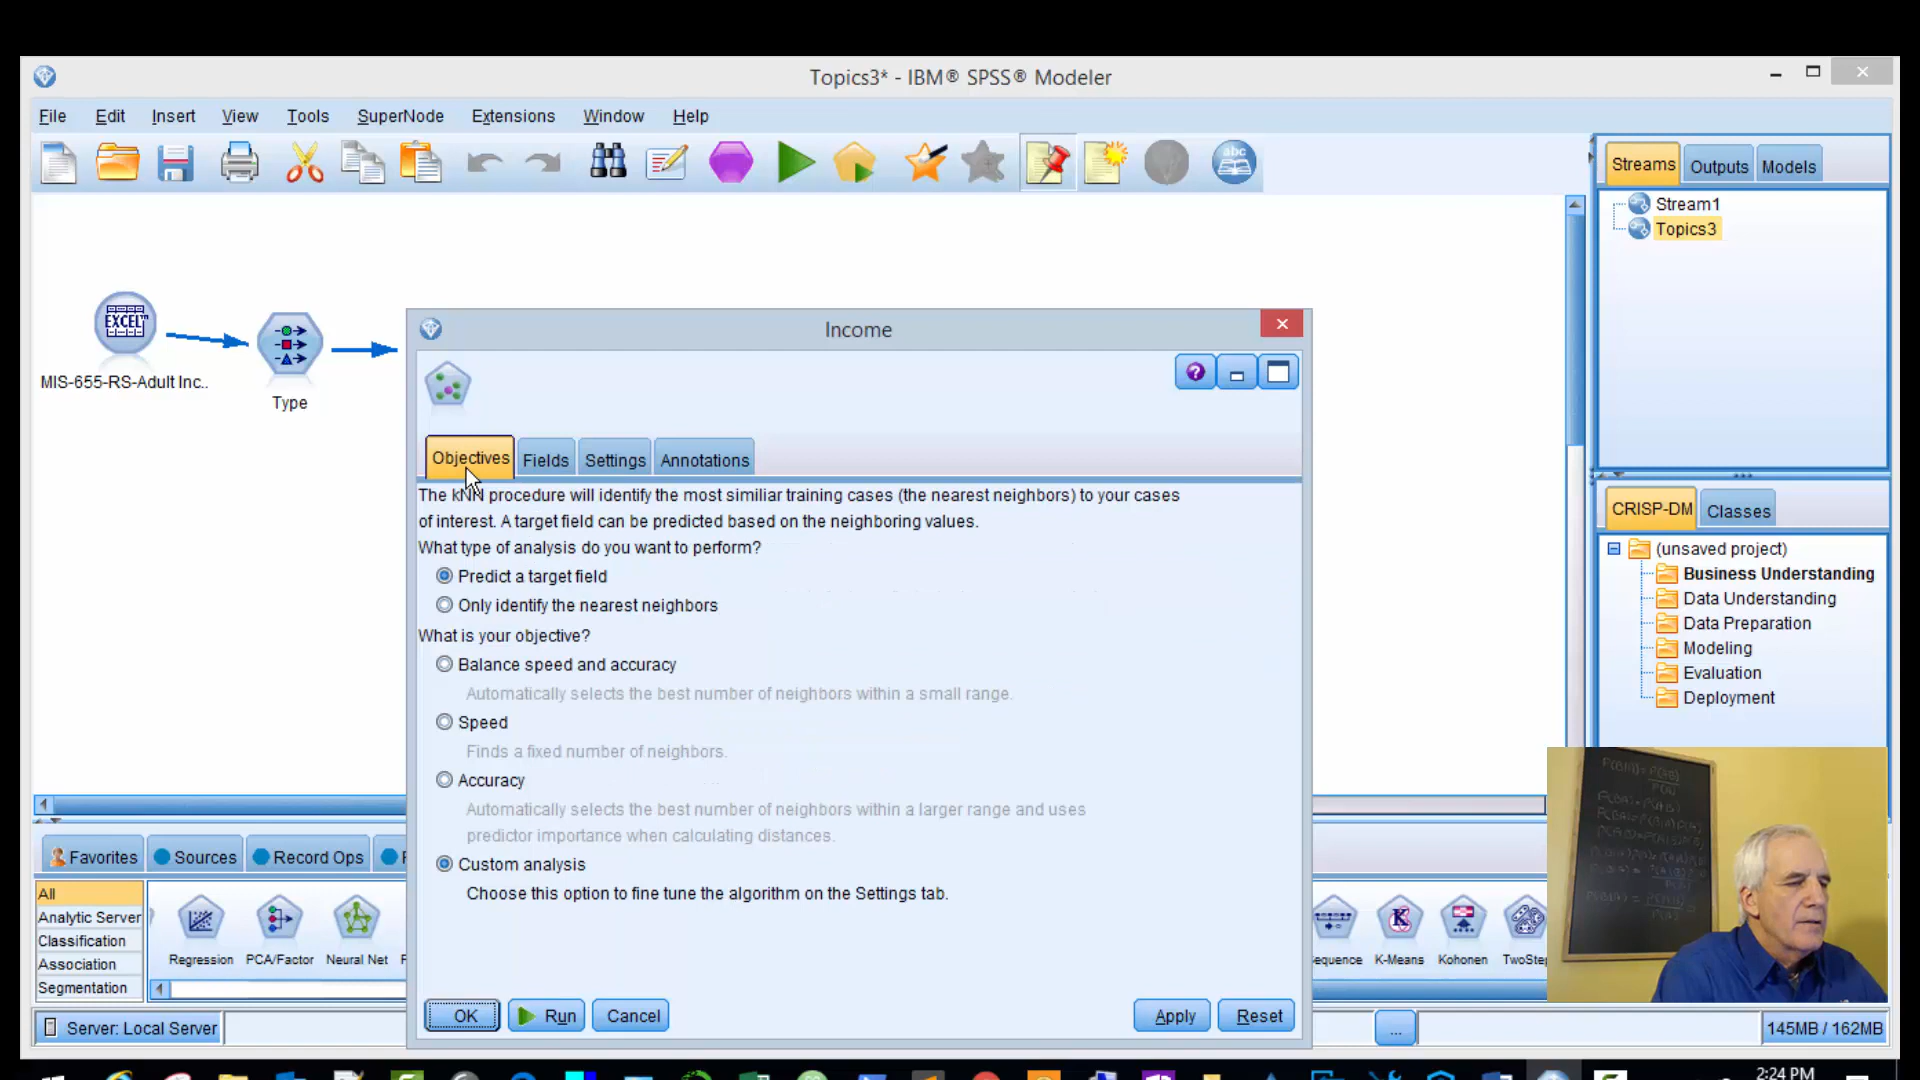 Topics3* - IBM® SPSS® Modeler
File Edit Insert View Tools SuperNode Extensions Window Help
abc
Streams Outputs Models
Stream1
Topics3
EXCEL™
MIS-655-RS-Adult Inc..
Type
Income
Objectives Fields Settings Annotations
The kNN procedure will identify the most similiar training cases (the nearest neighbors) to your cases
of interest. A target field can be predicted based on the neighboring values.
What type of analysis do you want to perform?
Predict a target field
Only identify the nearest neighbors
What is your objective?
Balance speed and accuracy
Automatically selects the best number of neighbors within a small range.
Speed
Finds a fixed number of neighbors.
Accuracy
Automatically selects the best number of neighbors within a larger range and uses
predictor importance when calculating distances.
Custom analysis
Choose this option to fine tune the algorithm on the Settings tab.
OK Run Cancel Apply Reset
CRISP-DM Classes
(unsaved project)
Business Understanding
Data Understanding
Data Preparation
Modeling
Evaluation
Deployment
Favorites Sources Record Ops F
All
Analytic Server
Classification
Association
Segmentation
Regression PCA/Factor Neural Net F
equence K-Means Kohonen TwoStep
Server: Local Server
...
145MB / 162MB
2:24 PM